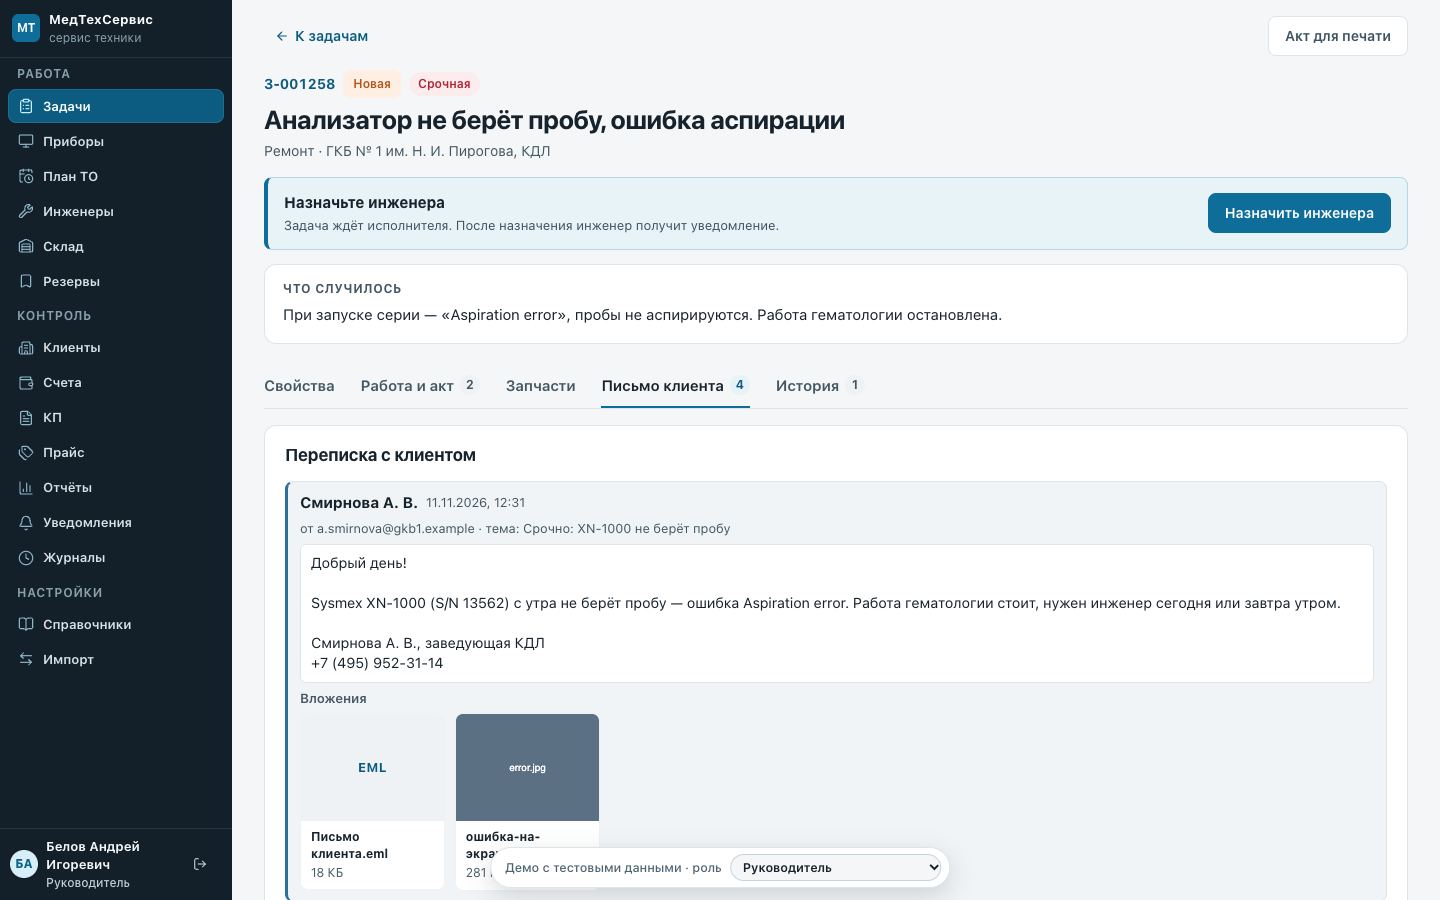 МТ
МедТехСервис
сервис техники
РАБОТА
Задачи
Приборы
План ТО
Инженеры
Склад
Резервы
КОНТРОЛЬ
Клиенты
Счета
КП
Прайс
Отчёты
Уведомления
Журналы
НАСТРОЙКИ
Справочники
Импорт
БА
Белов Андрей
Игоревич
Руководитель
← К задачам
Акт для печати
З-001258 Новая Срочная
Анализатор не берёт пробу, ошибка аспирации
Ремонт · ГКБ № 1 им. Н. И. Пирогова, КДЛ
Назначьте инженера
Задача ждёт исполнителя. После назначения инженер получит уведомление.
Назначить инженера
ЧТО СЛУЧИЛОСЬ
При запуске серии — «Aspiration error», пробы не аспирируются. Работа гематологии остановлена.
Свойства Работа и акт 2 Запчасти Письмо клиента 4 История 1
Переписка с клиентом
Смирнова А. В. 11.11.2026, 12:31
от a.smirnova@gkb1.example · тема: Срочно: XN-1000 не берёт пробу
Добрый день!
Sysmex XN-1000 (S/N 13562) с утра не берёт пробу — ошибка Aspiration error. Работа гематологии стоит, нужен инженер сегодня или завтра утром.
Смирнова А. В., заведующая КДЛ
+7 (495) 952-31-14
Вложения
EML
Письмо
клиента.eml
18 КБ
error.jpg
ошибка-на-
281
Демо с тестовыми данными · роль Руководитель